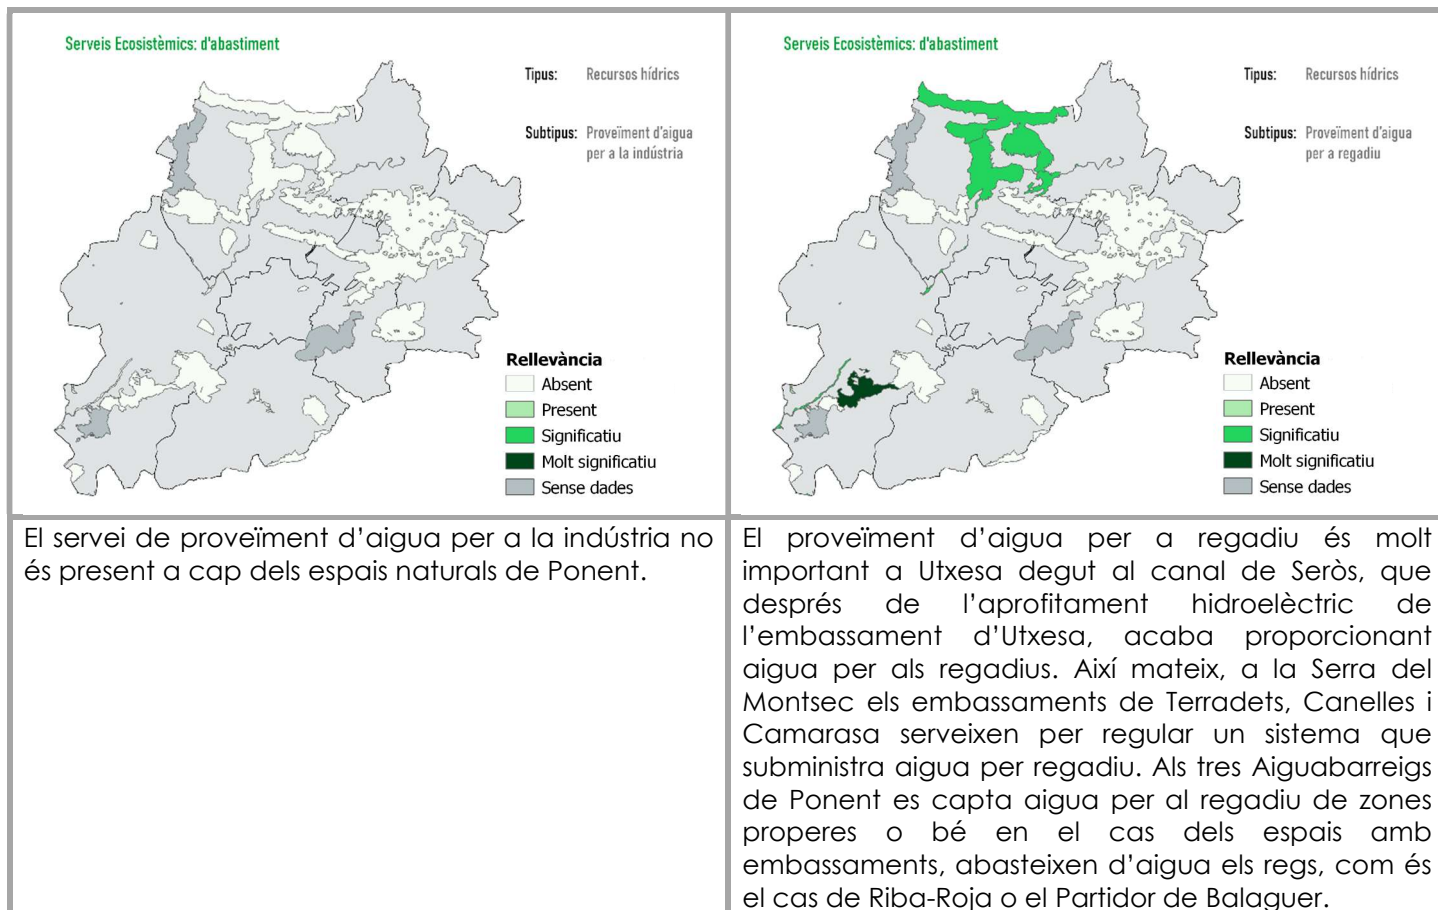 Serveis Ecosistèmics: d'abastiment
Tipus: Recursos hídrics
Subtipus: Proveïment d'aigua
per a la indústria
Rellevància
Absent
Present
Significatiu
Molt significatiu
Sense dades
El servei de proveïment d’aigua per a la indústria no
és present a cap dels espais naturals de Ponent.
Serveis Ecosistèmics: d'abastiment
Tipus: Recursos hídrics
Subtipus: Proveïment d'aigua
per a regadiu
Rellevància
Absent
Present
Significatiu
Molt significatiu
Sense dades
El proveïment d’aigua per a regadiu és molt
important a Utxesa degut al canal de Seròs, que
després de l’aprofitament hidroelèctric de
l’embassament d’Utxesa, acaba proporcionant
aigua per als regadius. Així mateix, a la Serra del
Montsec els embassaments de Terradets, Canelles i
Camarasa serveixen per regular un sistema que
subministra aigua per regadiu. Als tres Aiguabarreigs
de Ponent es capta aigua per al regadiu de zones
properes o bé en el cas dels espais amb
embassaments, abasteixen d’aigua els regs, com és
el cas de Riba-Roja o el Partidor de Balaguer.